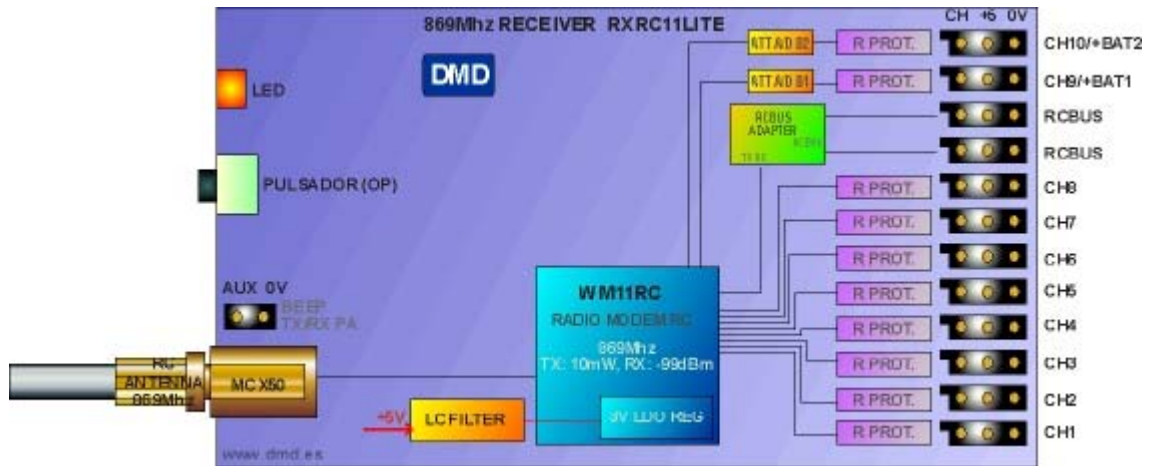 869Mhz RECEIVER RXRC11LITE
CH +5 0V
DMD
LED
PULSADOR (OP)
AUX 0V
BEEP
TX/RX PA
RC
ANTENNA
869Mhz
MCX50
+5V
LC FILTER
WM11RC
RADIO MODEM RC
869Mhz
TX: 10mW, RX: -99dBm
3V LDO REG
ATT A/D B2
R PROT.
CH10/+BAT2
ATT A/D B1
R PROT.
CH9/+BAT1
RCBUS
ADAPTER
RCBUS
RCBUS
R PROT.
CH8
R PROT.
CH7
R PROT.
CH6
R PROT.
CH5
R PROT.
CH4
R PROT.
CH3
R PROT.
CH2
R PROT.
CH1
www.dmd.es